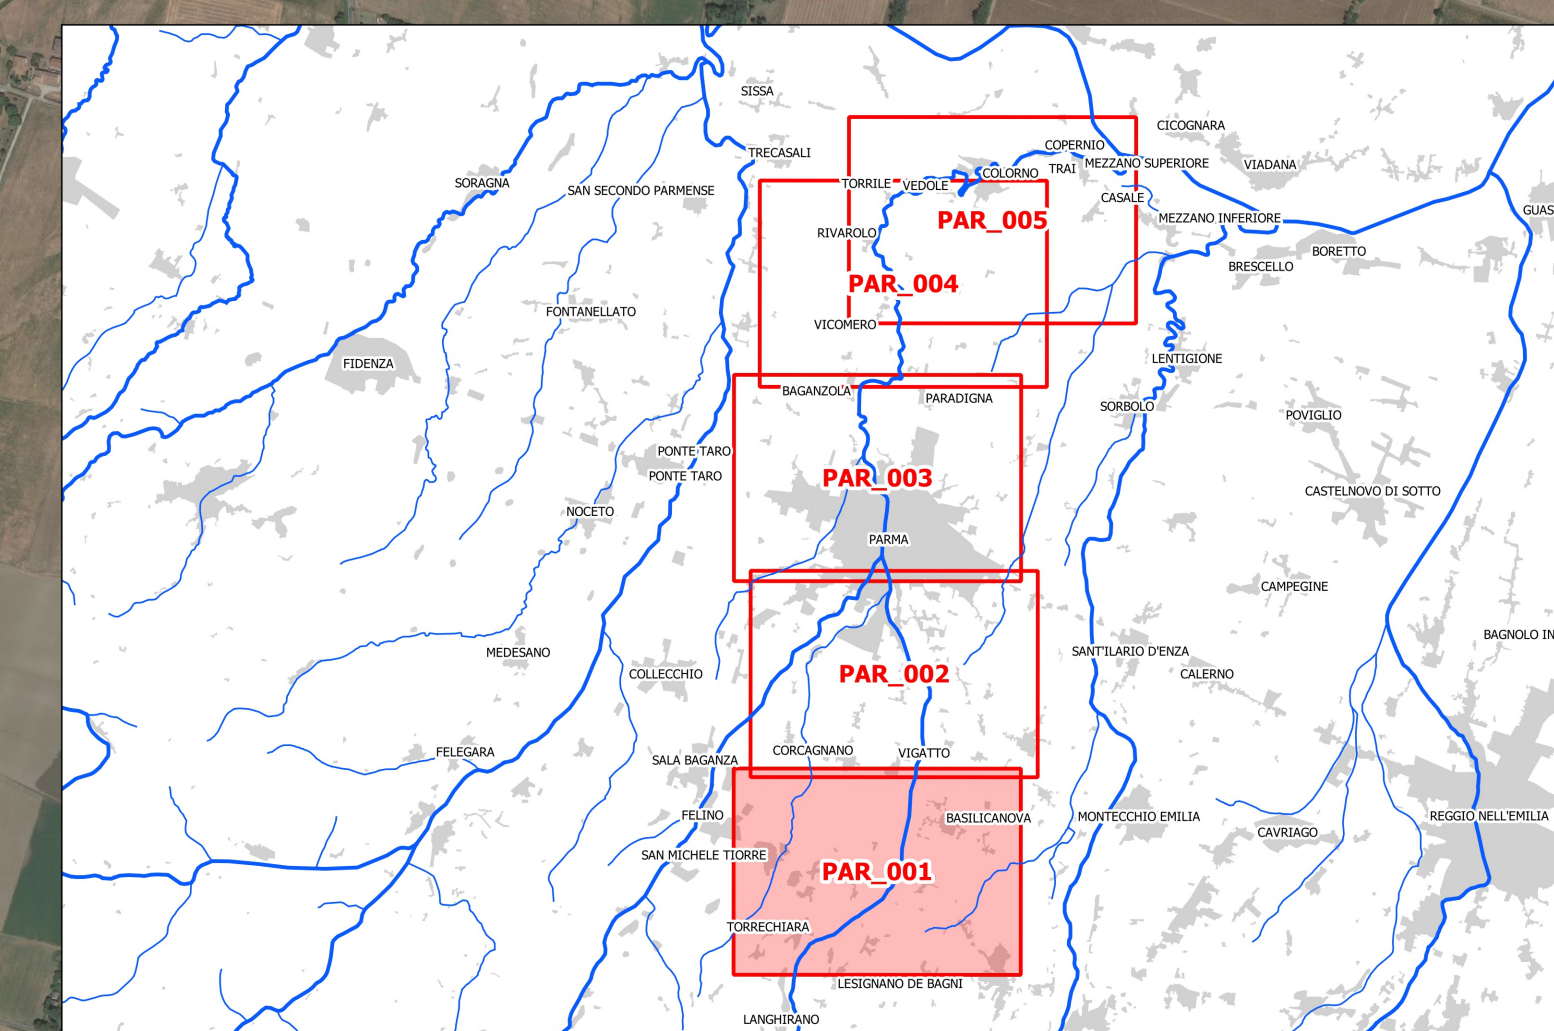 SISSA
CICOGNARA
COPERNIO
TRECASALI
MEZZANO SUPERIORE
VIADANA
TRAI
COLORNO
SORAGNA
SAN SECONDO PARMENSE
TORRILE
VEDOLE
CASALE
GUAS
MEZZANO INFERIORE
PAR_005
RIVAROLO
BORETTO
BRESCELLO
PAR_004
FONTANELLATO
VICOMERO
LENTIGIONE
FIDENZA
BAGANZOLA
PARADIGNA
SORBOLO
POVIGLIO
PONTE TARO
PONTE TARO
PAR_003
CASTELNOVO DI SOTTO
NOCETO
PARMA
CAMPEGINE
BAGNOLO IN
MEDESANO
SANT'ILARIO D'ENZA
COLLECCHIO
PAR_002
CALERNO
FELEGARA
CORCAGNANO
VIGATTO
SALA BAGANZA
FELINO
BASILICANOVA
MONTECCHIO EMILIA
REGGIO NELL'EMILIA
CAVRIAGO
SAN MICHELE TIORRE
PAR_001
TORRECHIARA
LESIGNANO DE BAGNI
LANGHIRANO